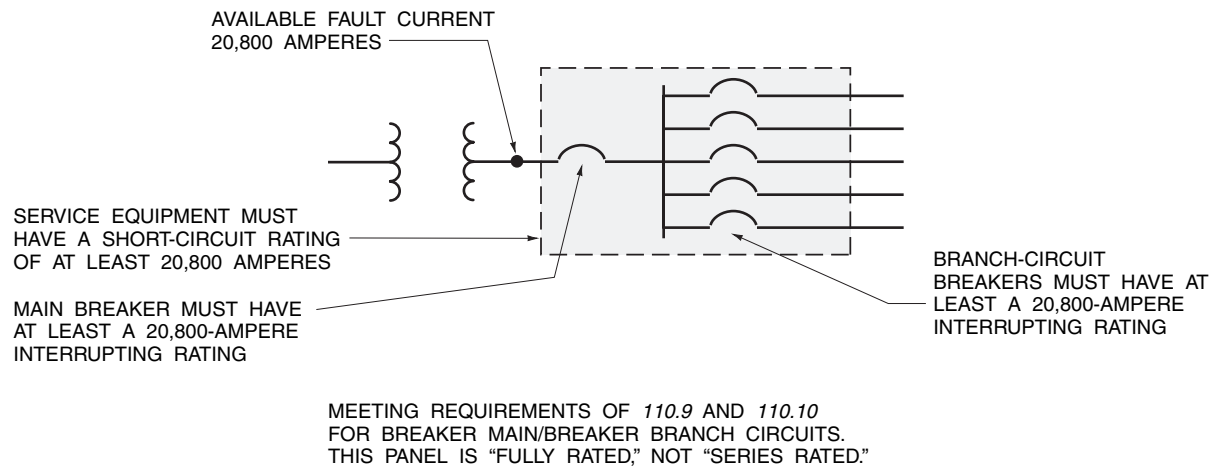 AVAILABLE FAULT CURRENT
20,800 AMPERES
SERVICE EQUIPMENT MUST
HAVE A SHORT-CIRCUIT RATING
OF AT LEAST 20,800 AMPERES
MAIN BREAKER MUST HAVE
AT LEAST A 20,800-AMPERE
INTERRUPTING RATING
BRANCH-CIRCUIT
BREAKERS MUST HAVE AT
LEAST A 20,800-AMPERE
INTERRUPTING RATING
MEETING REQUIREMENTS OF 110.9 AND 110.10
FOR BREAKER MAIN/BREAKER BRANCH CIRCUITS.
THIS PANEL IS “FULLY RATED,” NOT “SERIES RATED.”